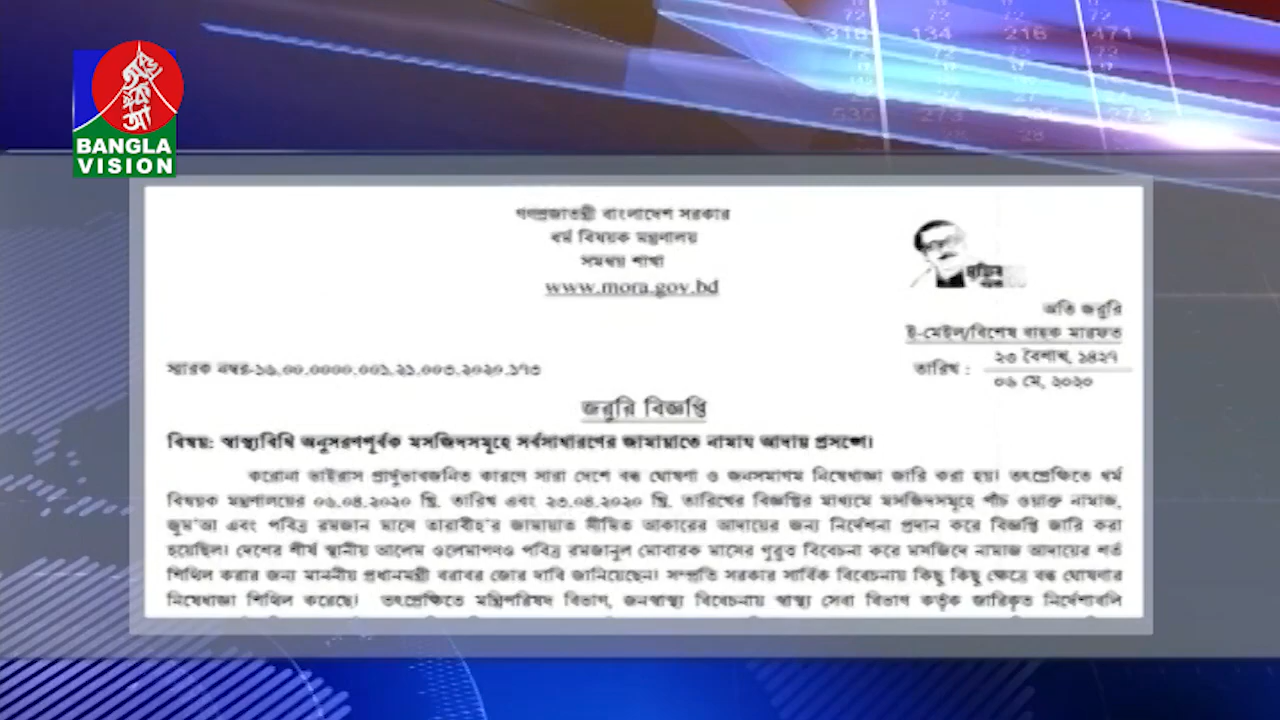 BANGLA
VISION
গণপ্রজাতন্ত্রী বাংলাদেশ সরকার
ধর্ম বিষয়ক মন্ত্রণালয়
সমন্বয় শাখা
www.mora.gov.bd
মুজিব
অতি জরুরি
ই-মেইল/বিশেষ বাহক মারফত
স্মারক নম্বর-১৬.০০.০০০০.০০১.২১.০০৩.২০২০.১৭৩
তারিখ :
২৩ বৈশাখ, ১৪২৭
০৬ মে, ২০২০
জরুরি বিজ্ঞপ্তি
বিষয়: স্বাস্থ্যবিধি অনুসরণপূর্বক মসজিদসমূহে সর্বসাধারণের জামায়াতে নামায আদায় প্রসঙ্গে।
করোনা ভাইরাস প্রার্দুভাবজনিত কারণে সারা দেশে বন্ধ ঘোষণা ও জনসমাগম নিষেধাজ্ঞা জারি করা হয়। তৎপ্রেক্ষিতে ধর্ম
বিষয়ক মন্ত্রণালয়ের ০৬.০৪.২০২০ খ্রি. তারিখ এবং ২৩.০৪.২০২০ খ্রি. তারিখের বিজ্ঞপ্তির মাধ্যমে মসজিদসমূহে পাঁচ ওয়াক্ত নামাজ,
জুম'আ এবং পবিত্র রমজান মাসে তারাবীহ'র জামায়াত সীমিত আকারের আদায়ের জন্য নির্দেশনা প্রদান করে বিজ্ঞপ্তি জারি করা
হয়েছিল। দেশের শীর্ষ স্থানীয় আলেম ওলেমাগণও পবিত্র রমজানুল মোবারক মাসের গুরুত্ব বিবেচনা করে মসজিদে নামাজ আদায়ের শর্ত
শিথিল করার জন্য মাননীয় প্রধানমন্ত্রী বরাবর জোর দাবি জানিয়েছেন। সম্প্রতি সরকার সার্বিক বিবেচনায় কিছু কিছু ক্ষেত্রে বন্ধ ঘোষণার
নিষেধাজ্ঞা শিথিল করেছে। তৎপ্রেক্ষিতে মন্ত্রিপরিষদ বিভাগ, জনস্বাস্থ্য বিবেচনায় স্বাস্থ্য সেবা বিভাগ কর্তৃক জারিকৃত নির্দেশাবলি